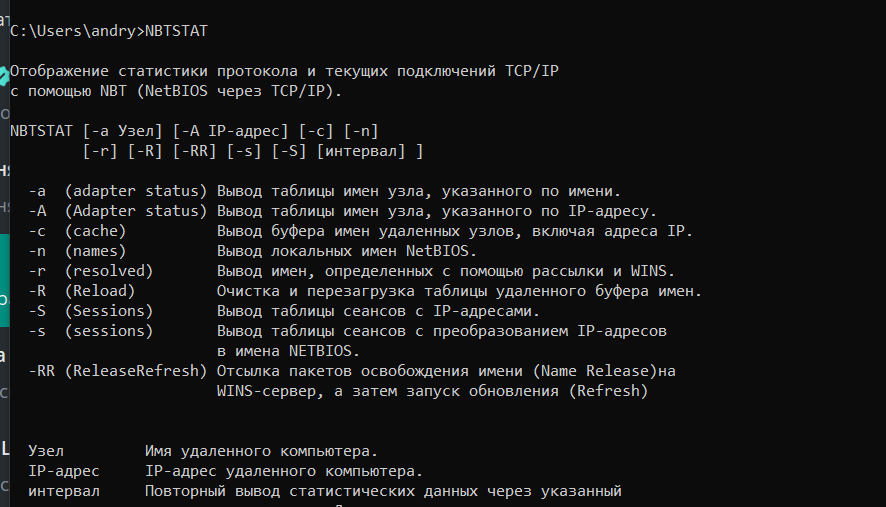 C:\Users\andry>NBTSTAT
Отображение статистики протокола и текущих подключений TCP/IP
с помощью NBT (NetBIOS через TCP/IP).
NBTSTAT [-a Узел] [-A IP-адрес] [-c] [-n]
[-r] [-R] [-RR] [-s] [-S] [интервал] ]
-a (adapter status) Вывод таблицы имен узла, указанного по имени.
-A (Adapter status) Вывод таблицы имен узла, указанного по IP-адресу.
-c (cache) Вывод буфера имен удаленных узлов, включая адреса IP.
-n (names) Вывод локальных имен NetBIOS.
-r (resolved) Вывод имен, определенных с помощью рассылки и WINS.
-R (Reload) Очистка и перезагрузка таблицы удаленного буфера имен.
-S (Sessions) Вывод таблицы сеансов с IP-адресами.
-s (sessions) Вывод таблицы сеансов с преобразованием IP-адресов
в имена NETBIOS.
-RR (ReleaseRefresh) Отсылка пакетов освобождения имени (Name Release)на
WINS-сервер, а затем запуск обновления (Refresh)
Узел Имя удаленного компьютера.
IP-адрес IP-адрес удаленного компьютера.
интервал Повторный вывод статистических данных через указанный